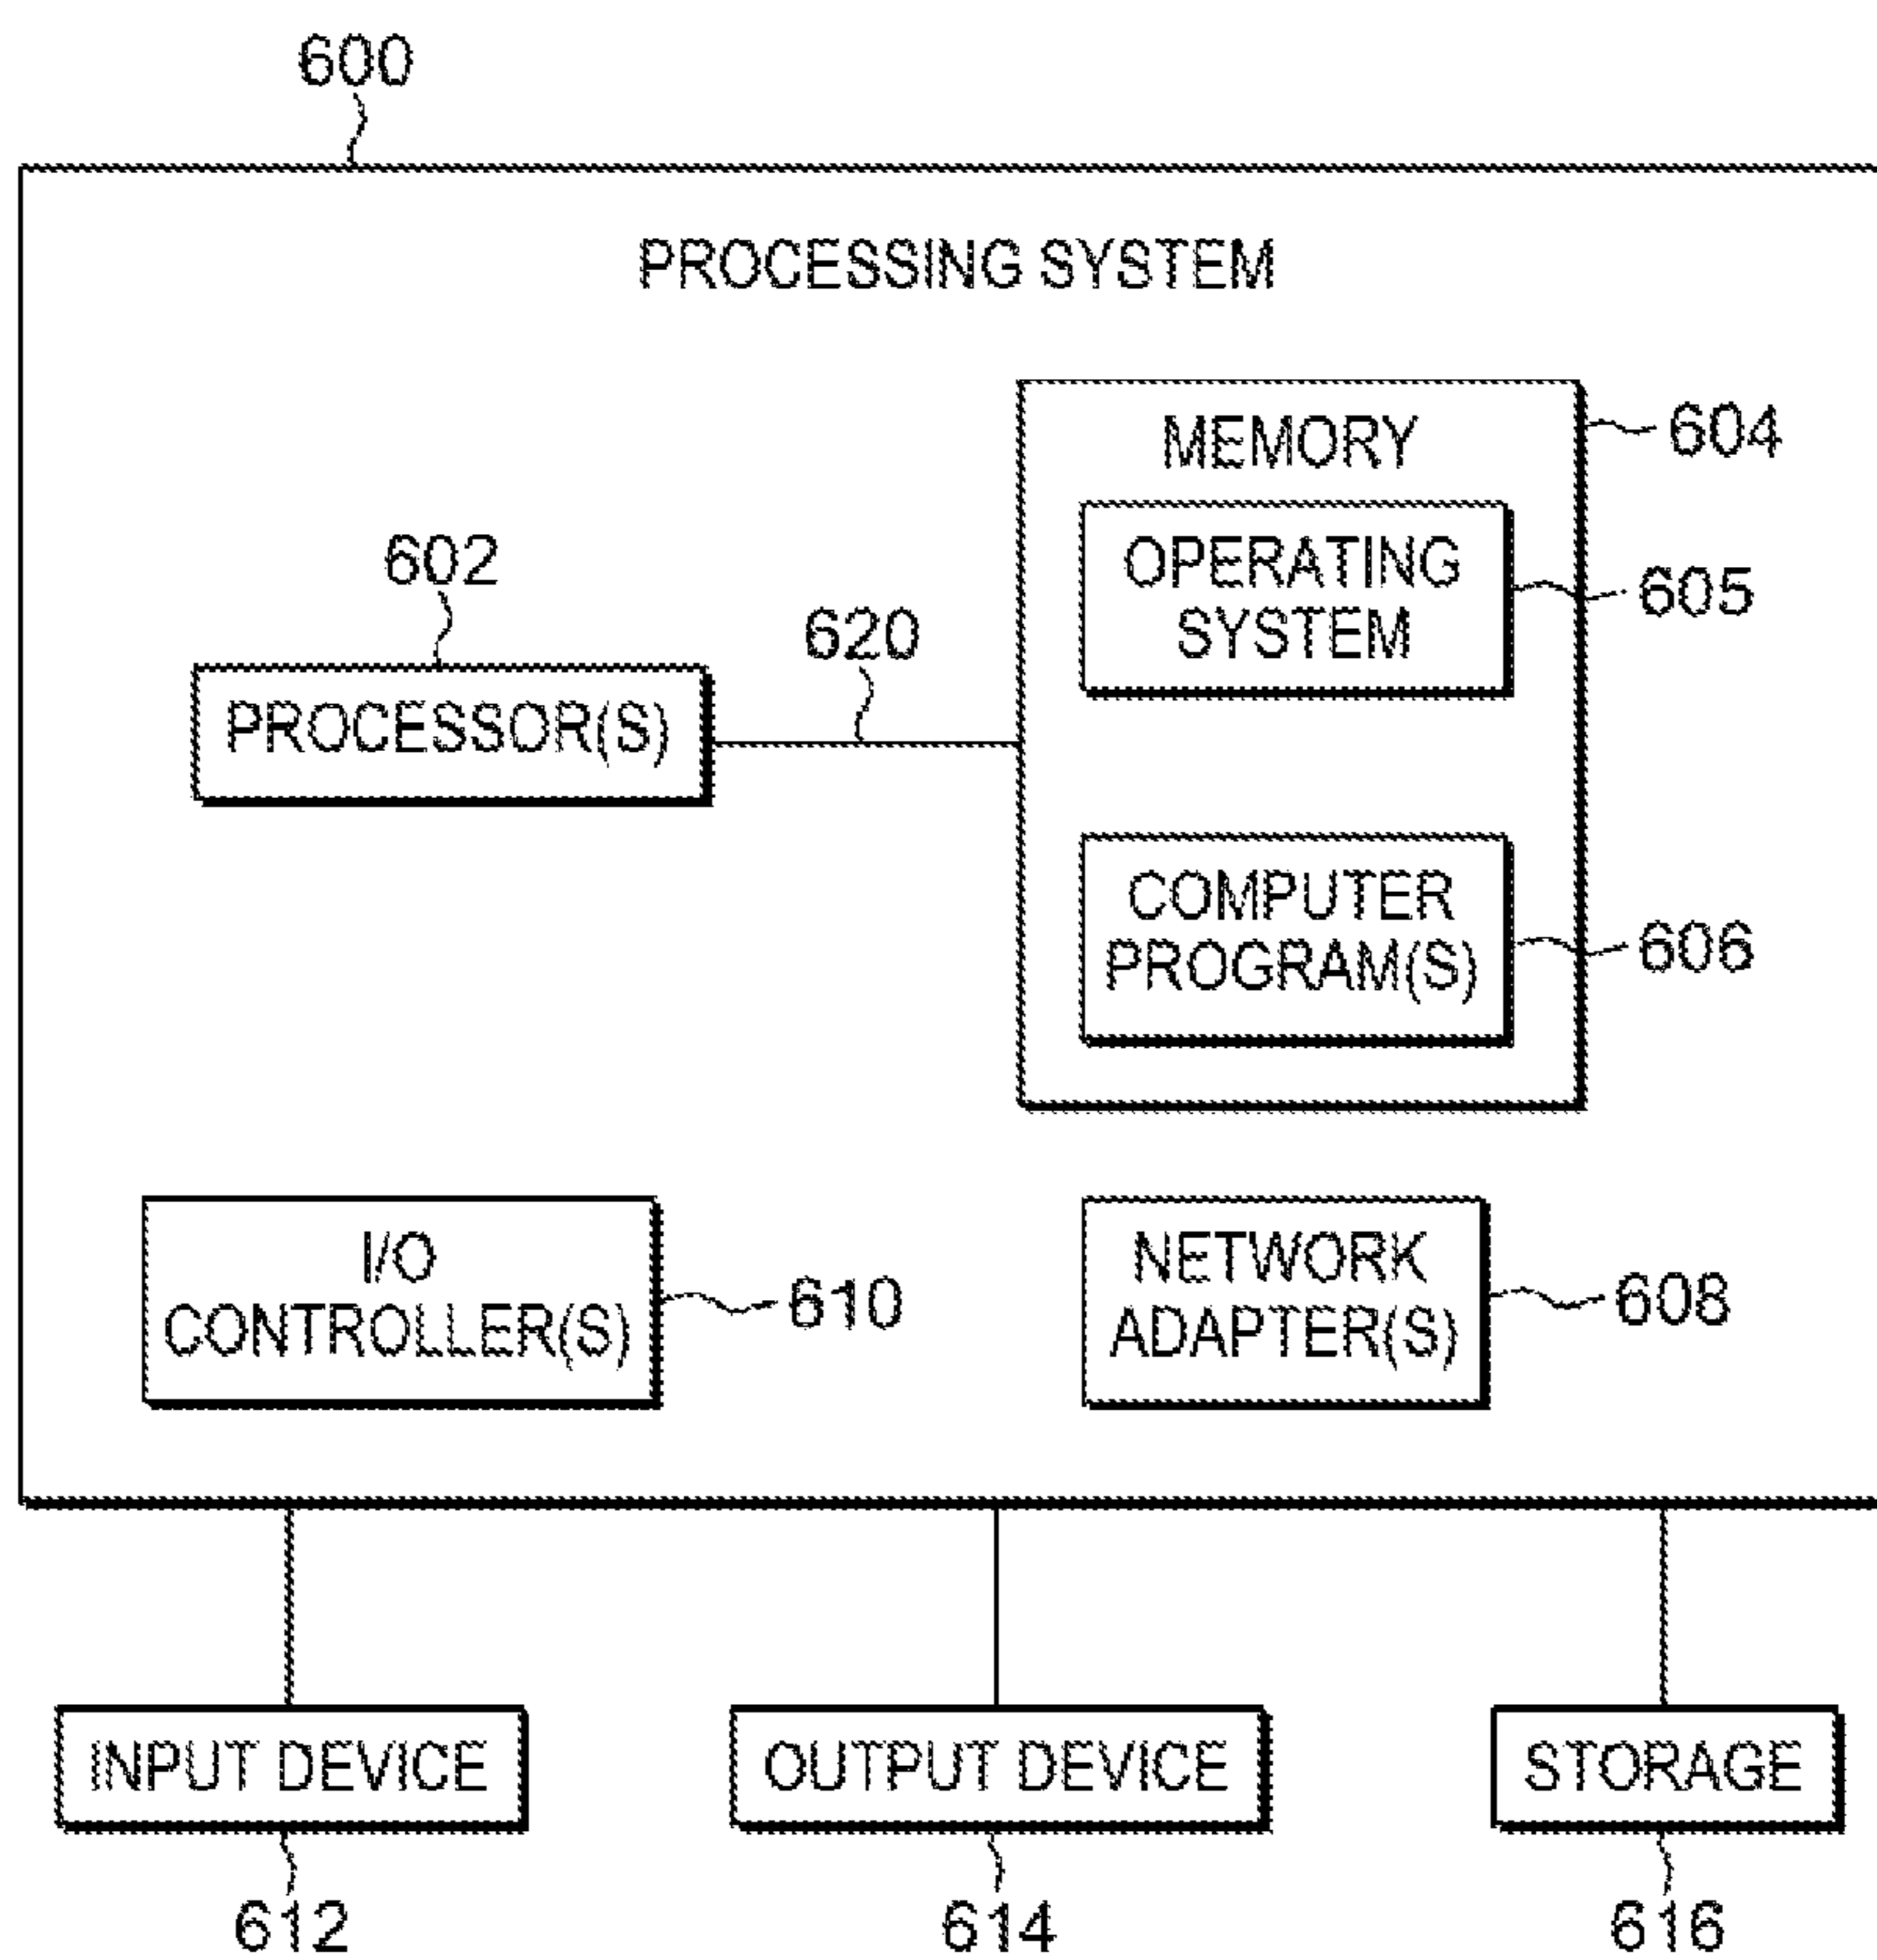 600
PROCESSING SYSTEM
MEMORY
604
OPERATING
SYSTEM
605
602
620
PROCESSOR(S)
COMPUTER
PROGRAM(S)
606
I/O
CONTROLLER(S)
610
NETWORK
ADAPTER(S)
608
INPUT DEVICE
OUTPUT DEVICE
STORAGE
612
614
616